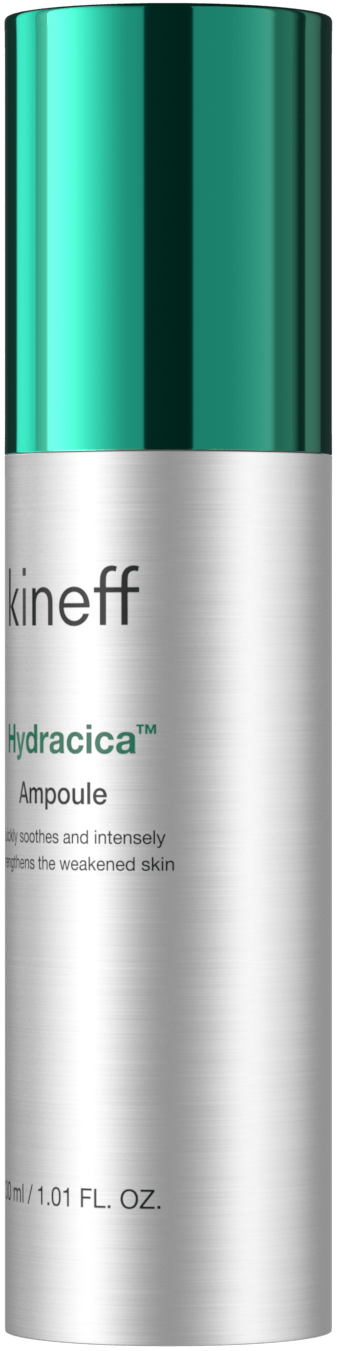 kineff
Hydracica™
Ampoule
soothes and intensely
the weakened skin
ml / 1.01 FL. OZ.